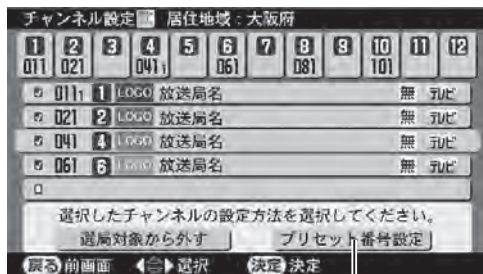 チャンネル設定 居住地域：大阪府
1 2 3 4 5 6 7 8 9 10 11 12
011 021 041₁ 061 081 101
011₁ 1 LOGO 放送局名 無 テレビ
021 2 LOGO 放送局名 無 テレビ
041 4 LOGO 放送局名 無 テレビ
061 6 LOGO 放送局名 無 テレビ
選択したチャンネルの設定方法を選択してください。
選局対象から外す プリセット番号設定
戻る 前画面 選択 決定 決定